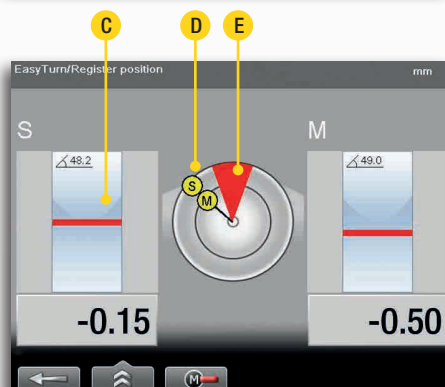 C D E
EasyTurn/Register position mm
S M
48.2 49.0
S
M
-0.15 -0.50
M